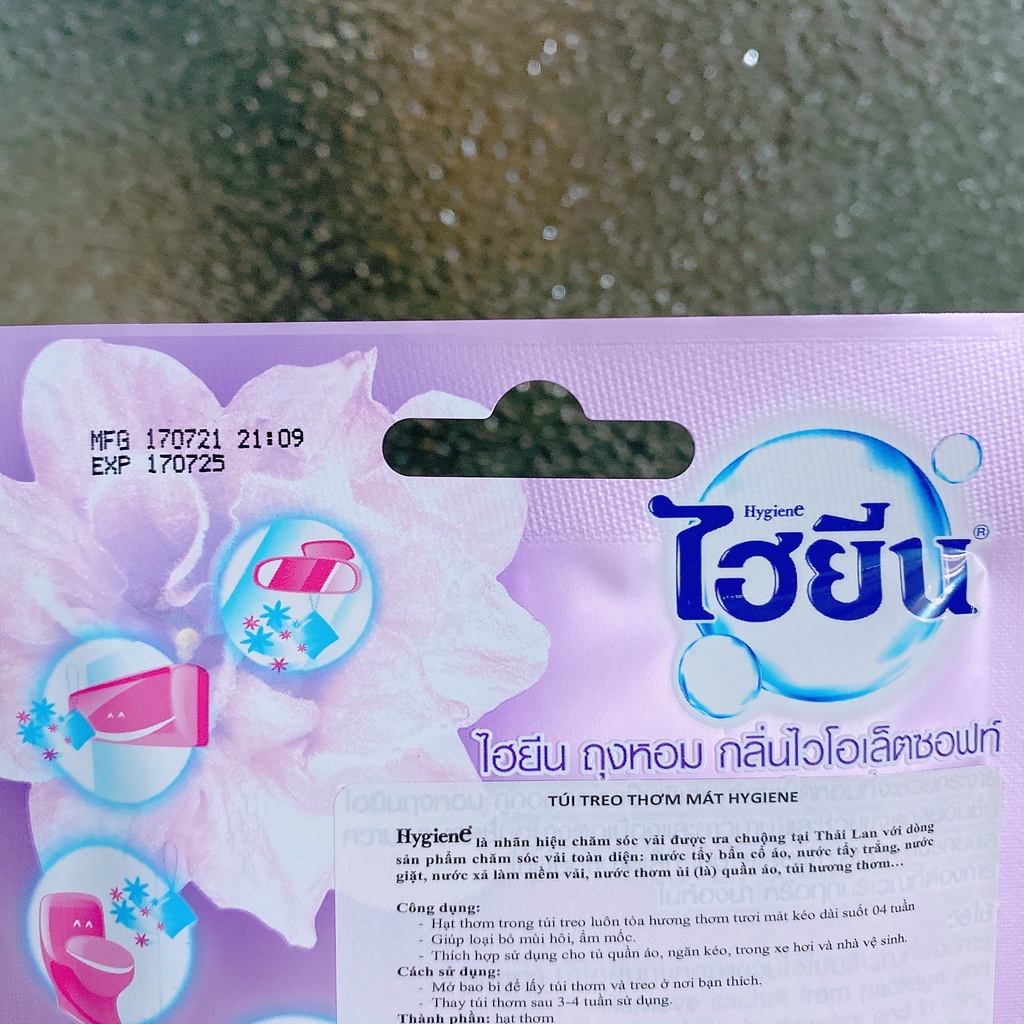 MFG 170721 21:09
EXP 170725
Hygiene
ไฮยีน®
ไฮยีน ถุงหอม กลิ่นไวโอเล็ตซอฟท์
TÚI TREO THƠM MÁT HYGIENE
Hygiene là nhãn hiệu chăm sóc vải được ưa chuộng tại Thái Lan với dòng
sản phẩm chăm sóc vải toàn diện: nước tẩy bẩn cổ áo, nước tẩy trắng, nước
giặt, nước xả làm mềm vải, nước thơm ủi (là) quần áo, túi hương thơm...
Công dụng:
- Hạt thơm trong túi treo luôn tỏa hương thơm tươi mát kéo dài suốt 04 tuần
- Giúp loại bỏ mùi hôi, ẩm mốc.
- Thích hợp sử dụng cho tủ quần áo, ngăn kéo, trong xe hơi và nhà vệ sinh.
Cách sử dụng:
- Mở bao bì để lấy túi thơm và treo ở nơi bạn thích.
- Thay túi thơm sau 3-4 tuần sử dụng.
Thành phần: hạt thơm